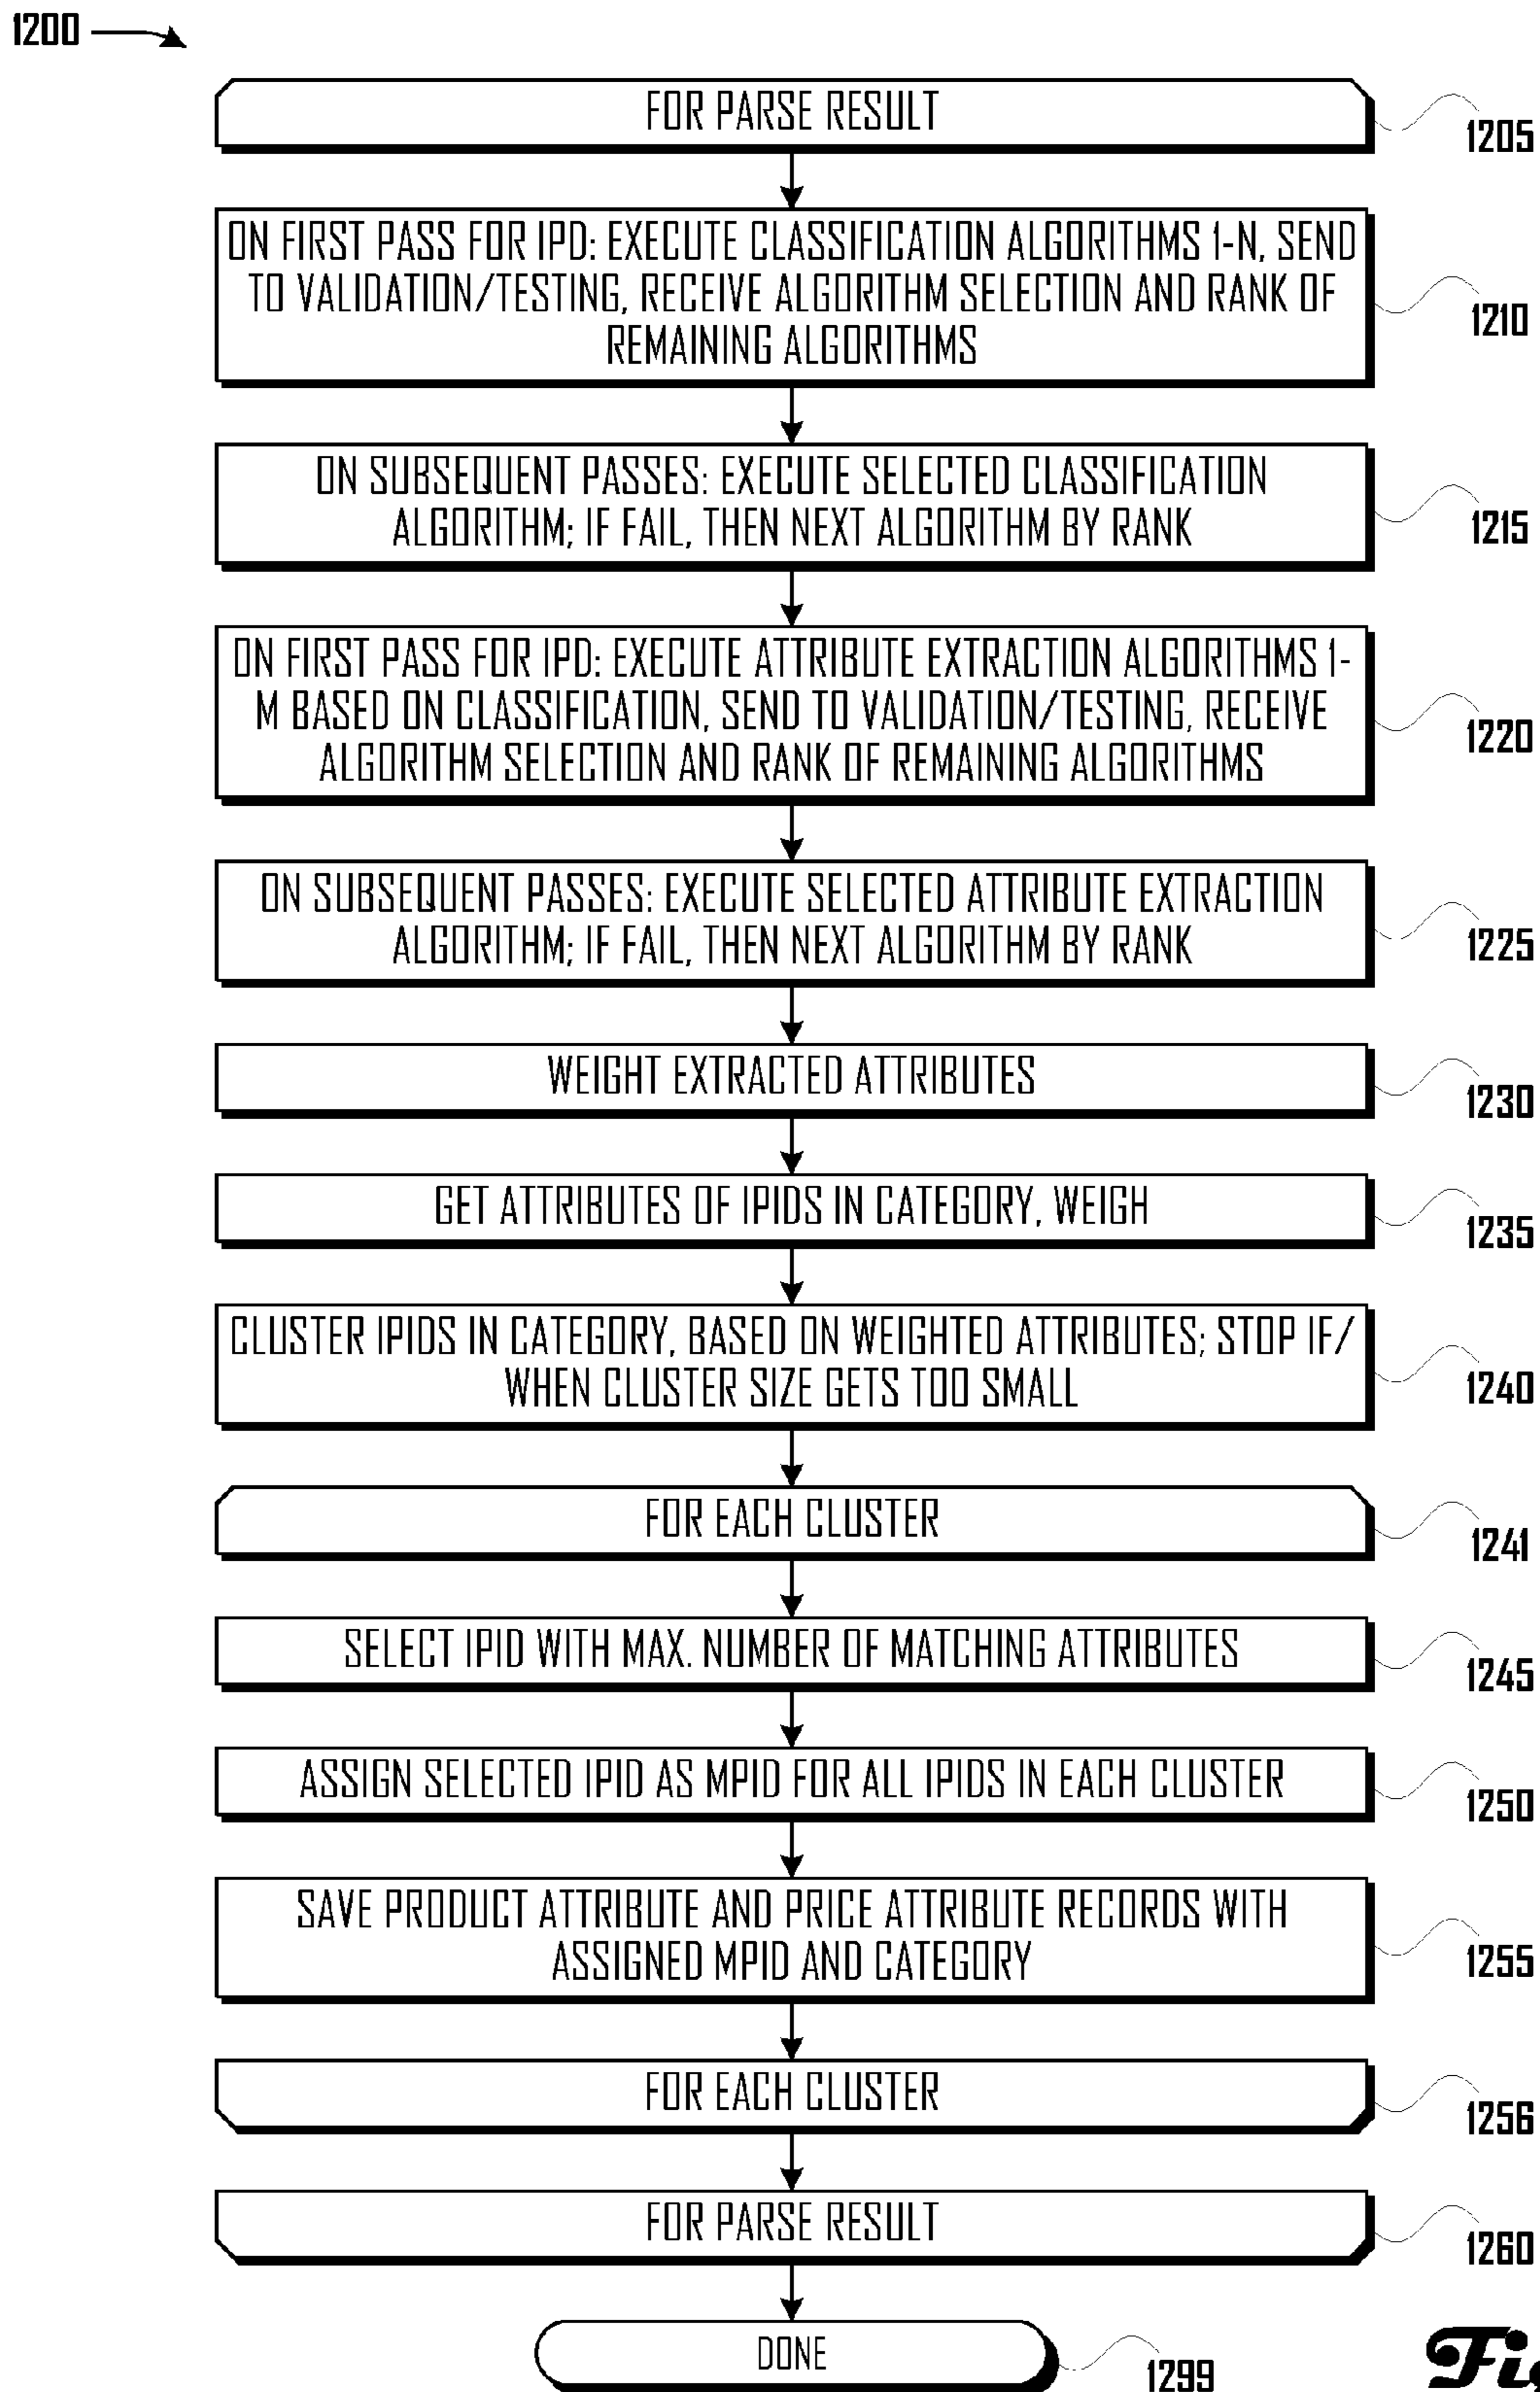 1200
FOR PARSE RESULT
1205
ON FIRST PASS FOR IPD: EXECUTE CLASSIFICATION ALGORITHMS 1-N, SEND
TO VALIDATION/TESTING, RECEIVE ALGORITHM SELECTION AND RANK OF
REMAINING ALGORITHMS
1210
ON SUBSEQUENT PASSES: EXECUTE SELECTED CLASSIFICATION
ALGORITHM; IF FAIL, THEN NEXT ALGORITHM BY RANK
1215
ON FIRST PASS FOR IPD: EXECUTE ATTRIBUTE EXTRACTION ALGORITHMS 1-
M BASED ON CLASSIFICATION, SEND TO VALIDATION/TESTING, RECEIVE
ALGORITHM SELECTION AND RANK OF REMAINING ALGORITHMS
1220
ON SUBSEQUENT PASSES: EXECUTE SELECTED ATTRIBUTE EXTRACTION
ALGORITHM; IF FAIL, THEN NEXT ALGORITHM BY RANK
1225
WEIGHT EXTRACTED ATTRIBUTES
1230
GET ATTRIBUTES OF IPIDS IN CATEGORY, WEIGH
1235
CLUSTER IPIDS IN CATEGORY, BASED ON WEIGHTED ATTRIBUTES; STOP IF/
WHEN CLUSTER SIZE GETS TOO SMALL
1240
FOR EACH CLUSTER
1241
SELECT IPID WITH MAX. NUMBER OF MATCHING ATTRIBUTES
1245
ASSIGN SELECTED IPID AS MPID FOR ALL IPIDS IN EACH CLUSTER
1250
SAVE PRODUCT ATTRIBUTE AND PRICE ATTRIBUTE RECORDS WITH
ASSIGNED MPID AND CATEGORY
1255
FOR EACH CLUSTER
1256
FOR PARSE RESULT
1260
DONE
1299